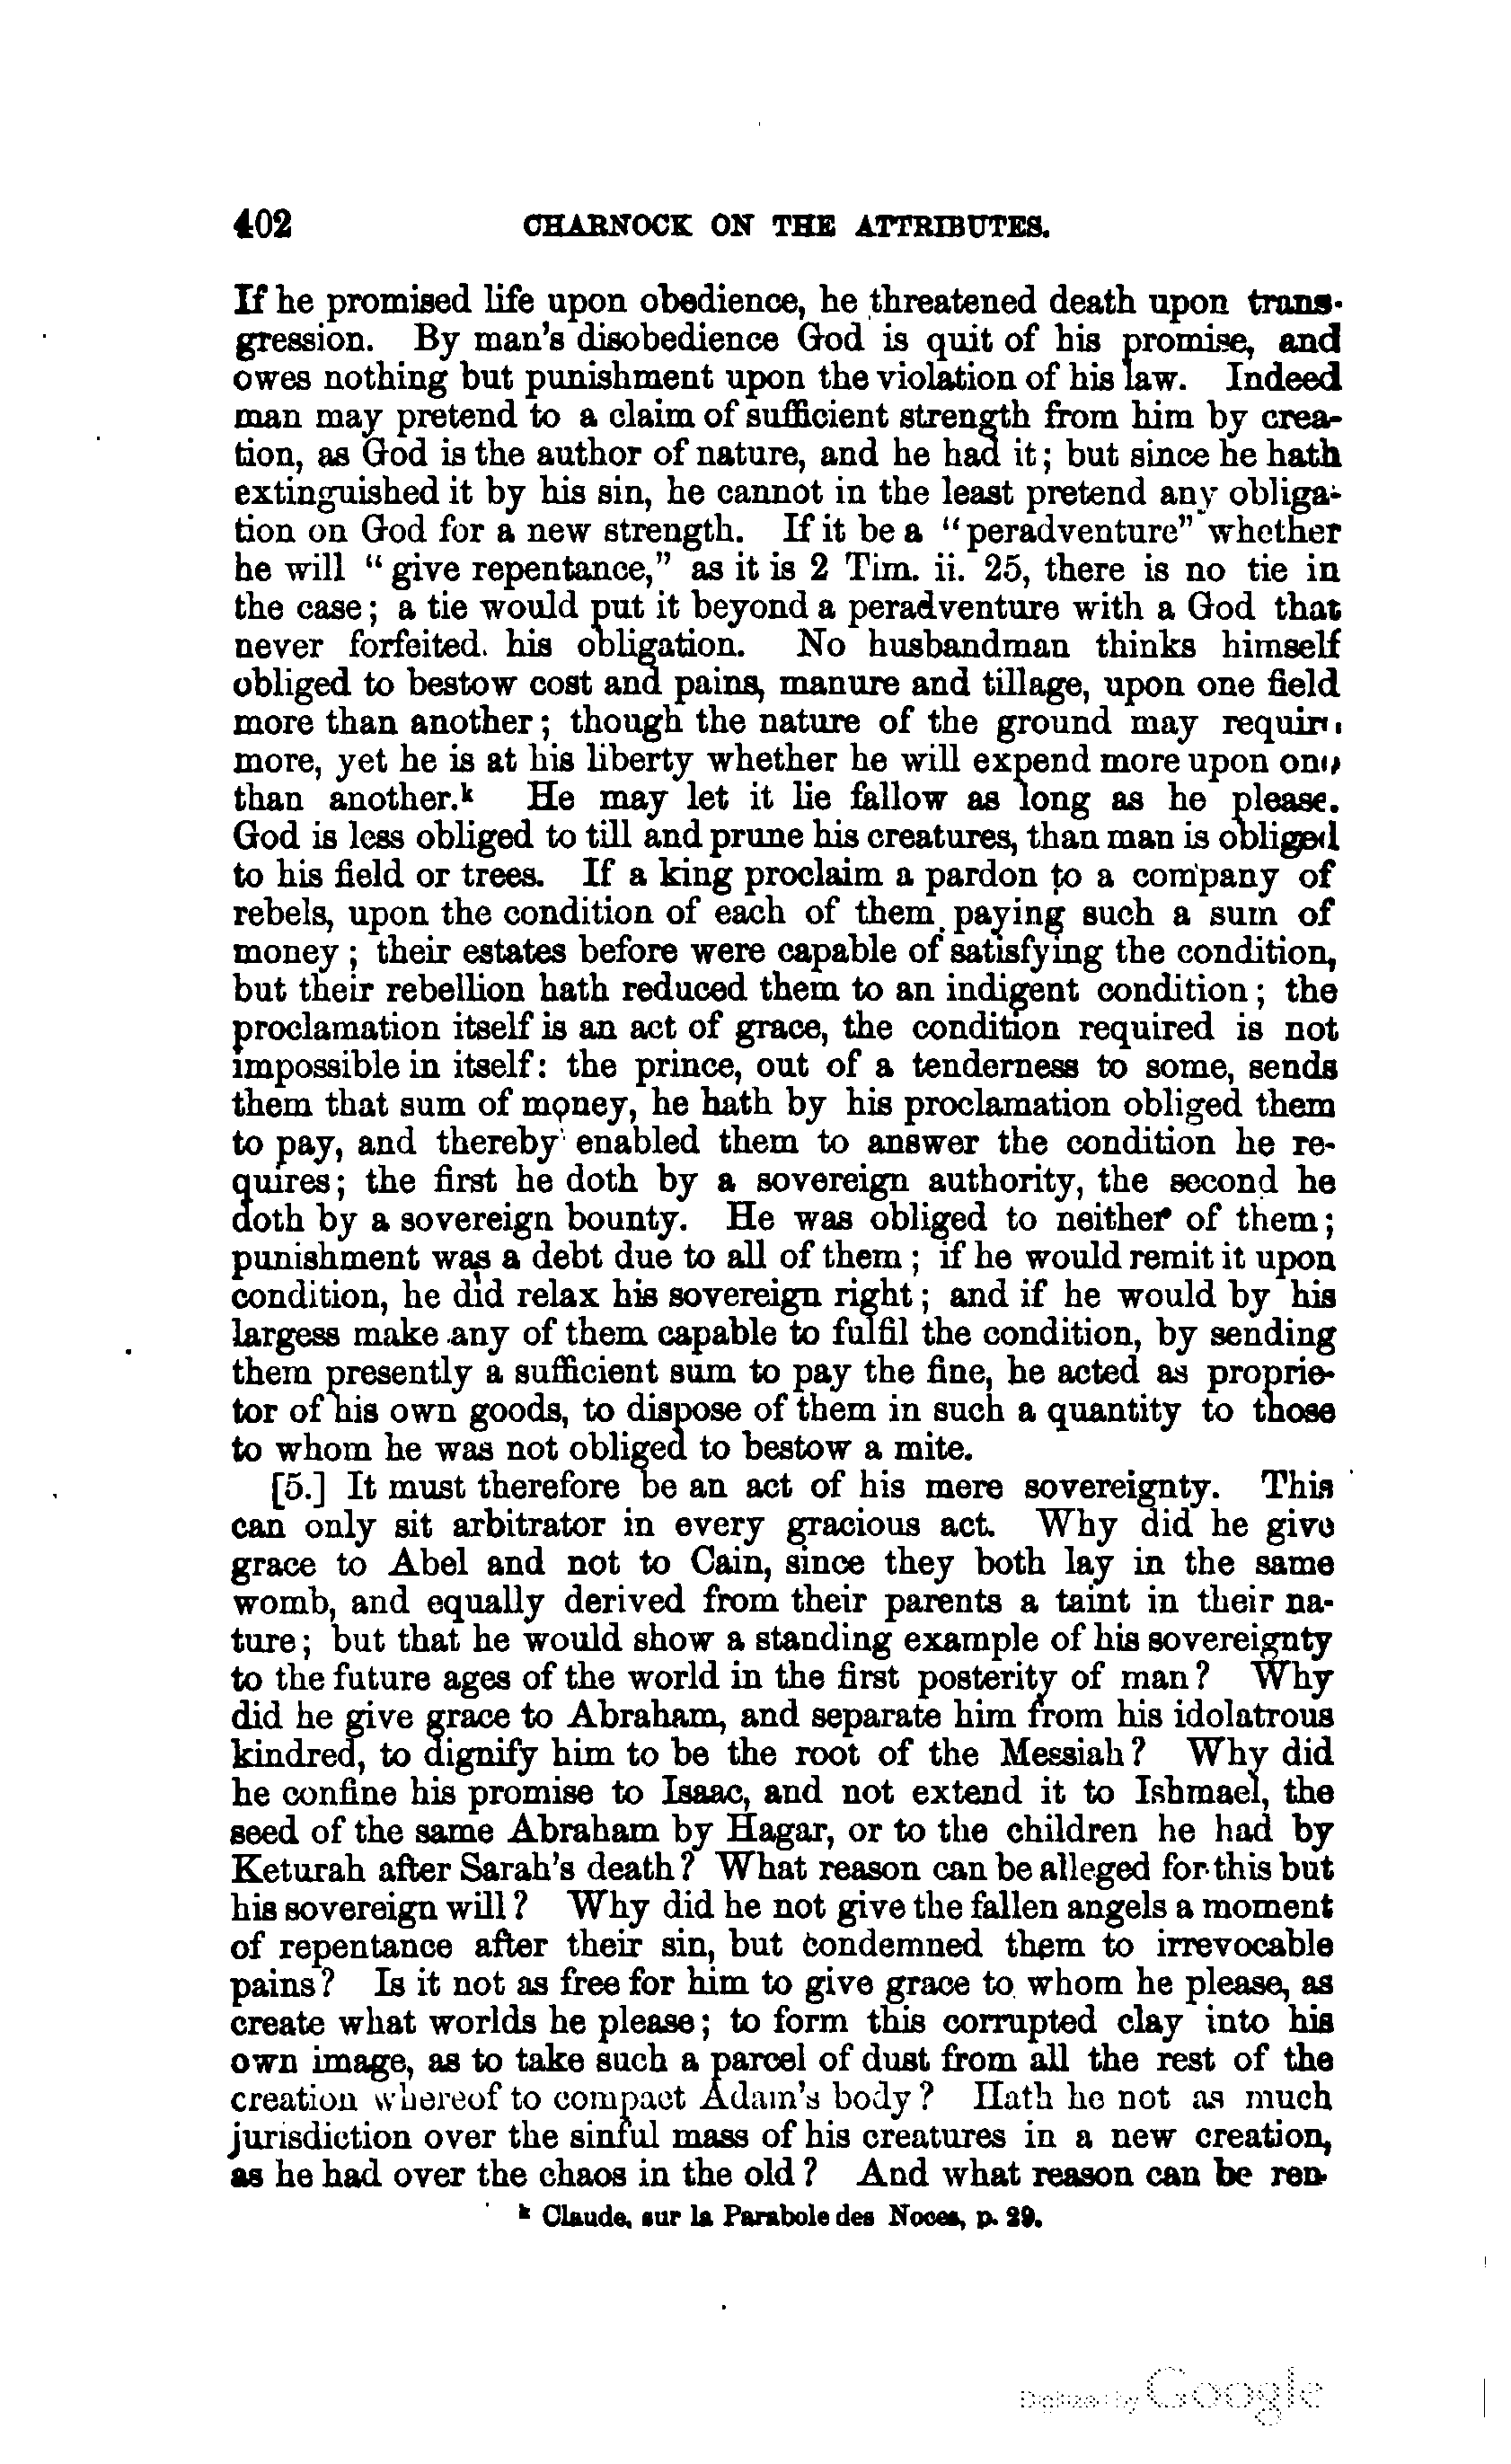 402 CHARNOCK ON THE ATTRIBUTES.
If he promised life upon obedience, he threatened death upon trans-
gression. By man's disobedience God is quit of his promise, and
owes nothing but punishment upon the violation of his law. Indeed
man may pretend to a claim of sufficient strength from him by crea-
tion, as God is the author of nature, and he had it; but since he hath
extinguished it by his sin, he cannot in the least pretend any obliga-
tion on God for a new strength. If it be a "peradventure" whether
he will "give repentance," as it is 2 Tim. ii. 25, there is no tie in
the case; a tie would put it beyond a peradventure with a God that
never forfeited his obligation. No husbandman thinks himself
obliged to bestow cost and pains, manure and tillage, upon one field
more than another; though the nature of the ground may require
more, yet he is at his liberty whether he will expend more upon one
than another.k He may let it lie fallow as long as he please.
God is less obliged to till and prune his creatures, than man is obliged
to his field or trees. If a king proclaim a pardon to a company of
rebels, upon the condition of each of them paying such a sum of
money; their estates before were capable of satisfying the condition,
but their rebellion hath reduced them to an indigent condition; the
proclamation itself is an act of grace, the condition required is not
impossible in itself: the prince, out of a tenderness to some, sends
them that sum of money, he hath by his proclamation obliged them
to pay, and thereby enabled them to answer the condition he re-
quires; the first he doth by a sovereign authority, the second he
doth by a sovereign bounty. He was obliged to neither of them;
punishment was a debt due to all of them; if he would remit it upon
condition, he did relax his sovereign right; and if he would by his
largess make any of them capable to fulfil the condition, by sending
them presently a sufficient sum to pay the fine, he acted as proprie-
tor of his own goods, to dispose of them in such a quantity to those
to whom he was not obliged to bestow a mite.
[5.] It must therefore be an act of his mere sovereignty. This
can only sit arbitrator in every gracious act. Why did he give
grace to Abel and not to Cain, since they both lay in the same
womb, and equally derived from their parents a taint in their na-
ture; but that he would show a standing example of his sovereignty
to the future ages of the world in the first posterity of man? Why
did he give grace to Abraham, and separate him from his idolatrous
kindred, to dignify him to be the root of the Messiah? Why did
he confine his promise to Isaac, and not extend it to Ishmael, the
seed of the same Abraham by Hagar, or to the children he had by
Keturah after Sarah's death? What reason can be alleged for this but
his sovereign will? Why did he not give the fallen angels a moment
of repentance after their sin, but condemned them to irrevocable
pains? Is it not as free for him to give grace to whom he please, as
create what worlds he please; to form this corrupted clay into his
own image, as to take such a parcel of dust from all the rest of the
creation whereof to compact Adam's body? Hath he not as much
jurisdiction over the sinful mass of his creatures in a new creation,
as he had over the chaos in the old? And what reason can be ren-
k Claude, sur la Parabole des Noces, p. 29.
Digitized by Google